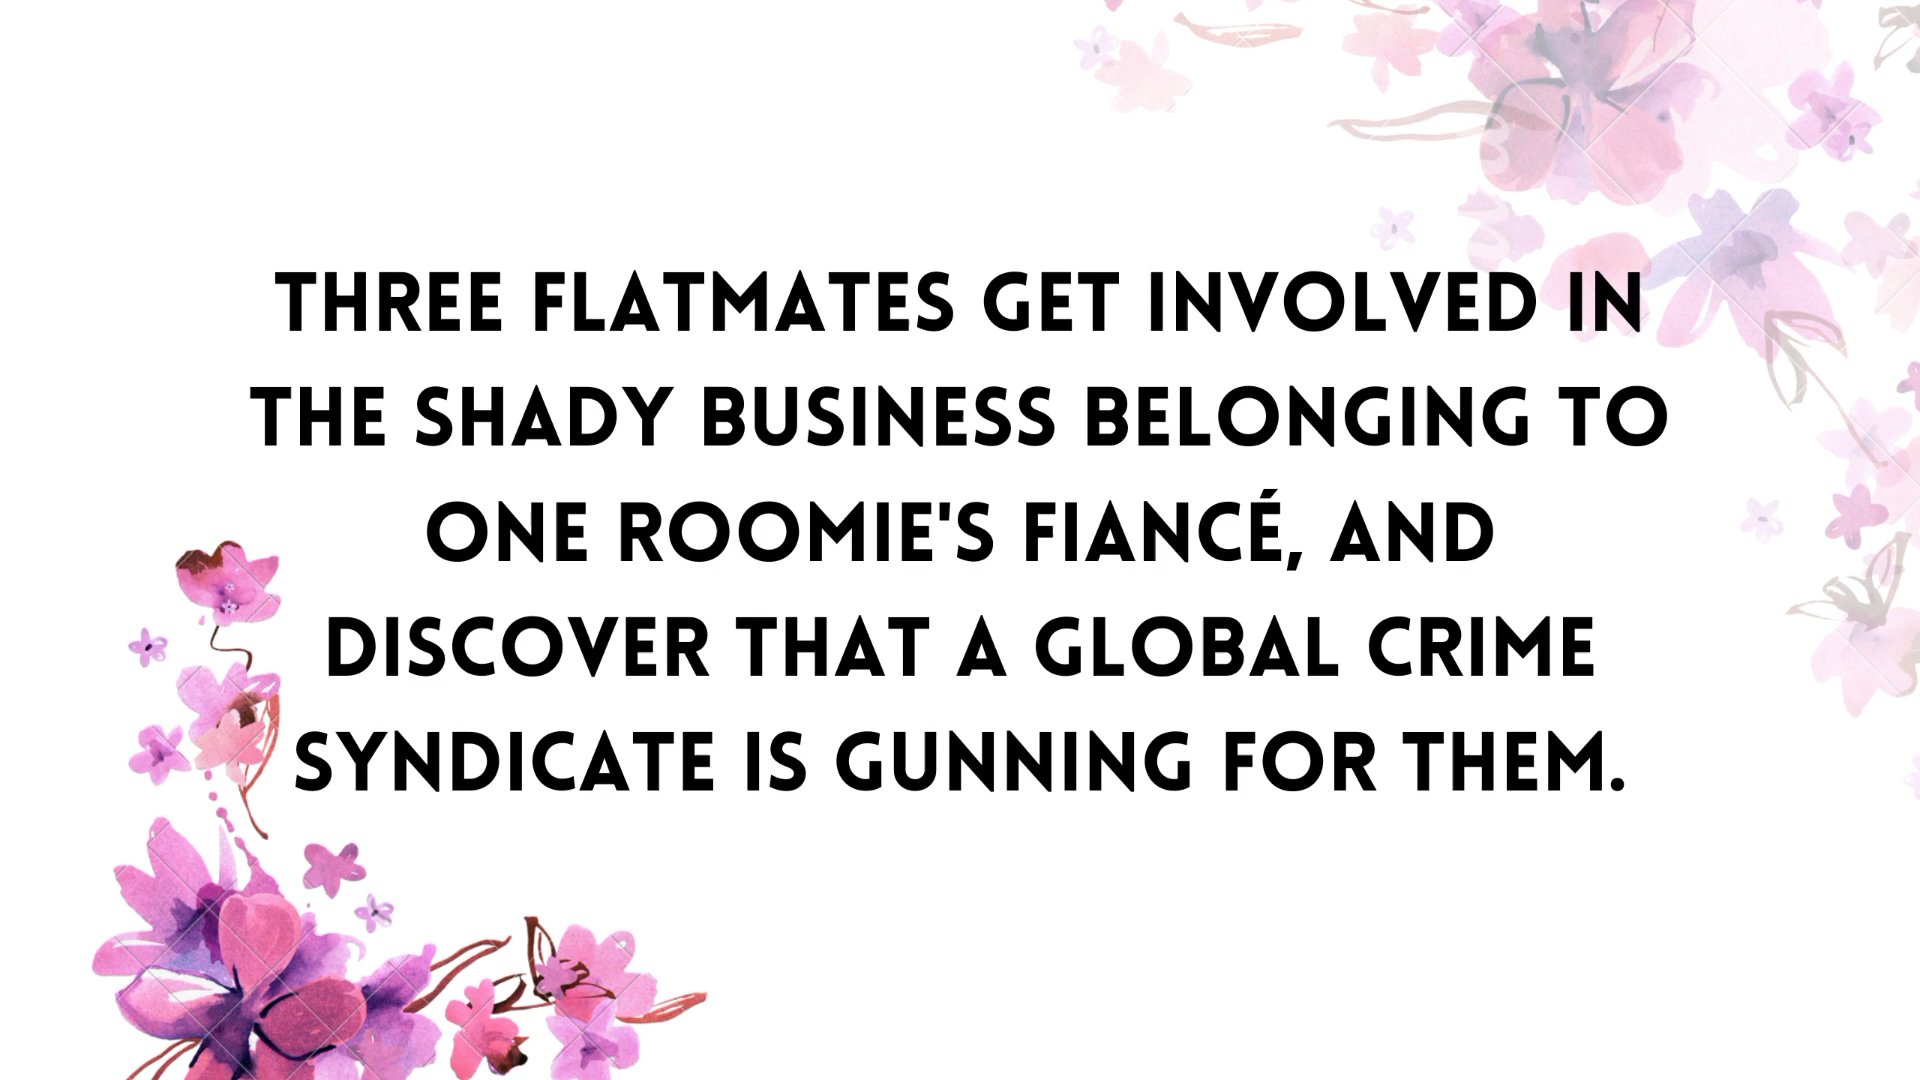 THREE FLATMATES GET INVOLVED IN
THE SHADY BUSINESS BELONGING TO
ONE ROOMIE'S FIANCÉ, AND
DISCOVER THAT A GLOBAL CRIME
SYNDICATE IS GUNNING FOR THEM.